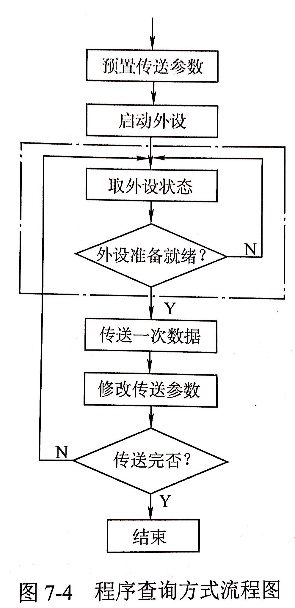 预置传送参数
启动外设
取外设状态
外设准备就绪?
N
Y
传送一次数据
修改传送参数
N
传送完否?
Y
结束
图 7-4 程序查询方式流程图